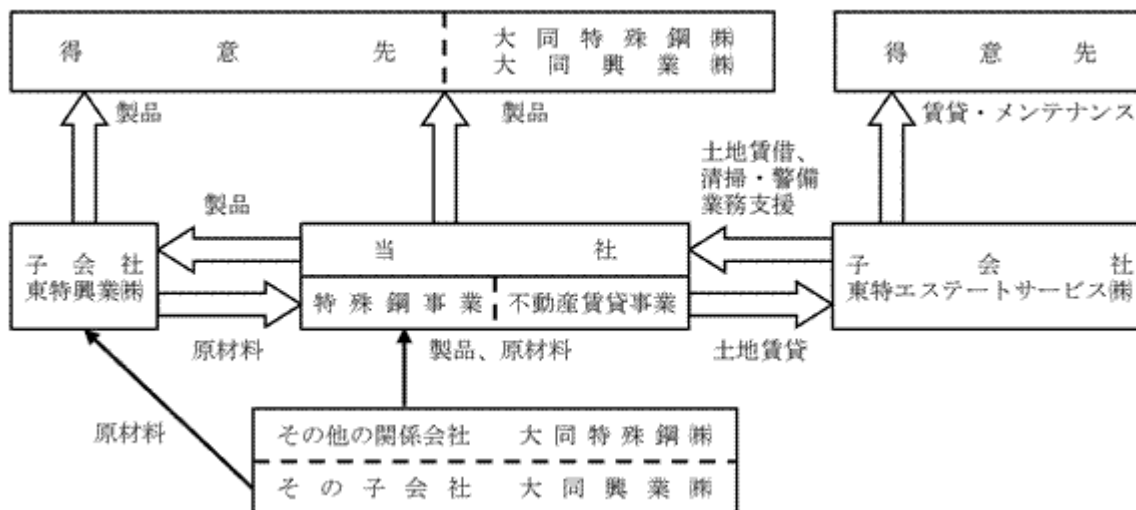 得意先
大同特殊鋼㈱
大同興業㈱
得意先
製品
製品
賃貸・メンテナンス
土地賃借、
清掃・警備
業務支援
製品
子会社
東特興業㈱
当社
特殊鋼事業
不動産賃貸事業
子会社
東特エステートサービス㈱
原材料
製品、原材料
土地賃貸
原材料
その他の関係会社 大同特殊鋼㈱
その子会社 大同興業㈱